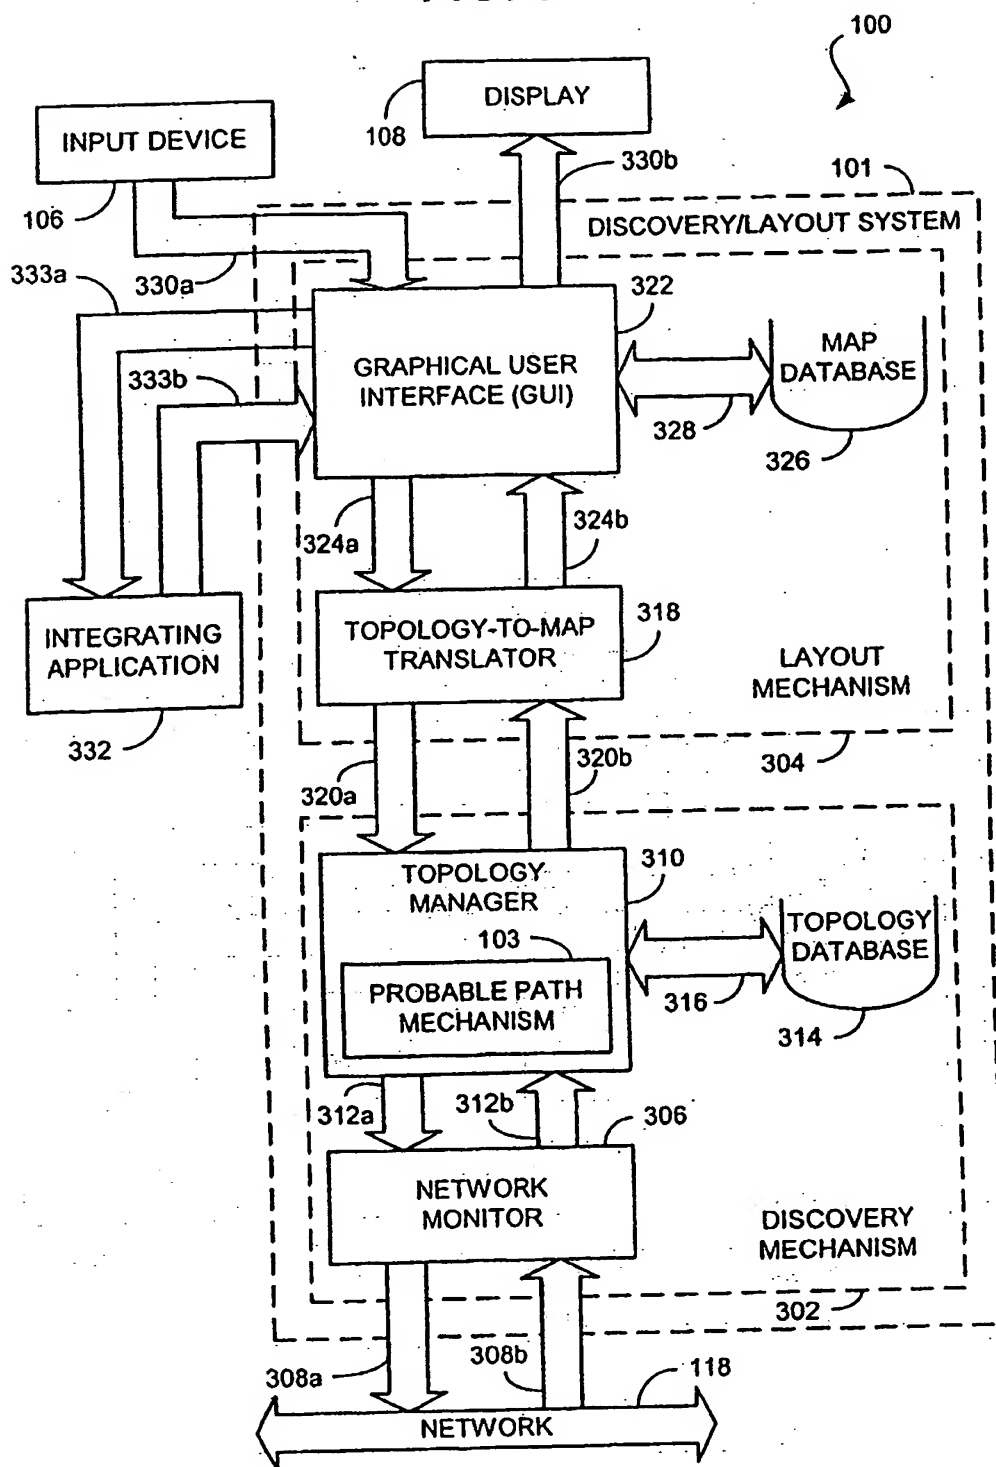 100
DISPLAY
108
INPUT DEVICE
106
330b
101
DISCOVERY/LAYOUT SYSTEM
333a
330a
322
GRAPHICAL USER
INTERFACE (GUI)
MAP
DATABASE
333b
328
326
324a
324b
318
TOPOLOGY-TO-MAP
TRANSLATOR
INTEGRATING
APPLICATION
332
LAYOUT
MECHANISM
304
320a
320b
310
TOPOLOGY
MANAGER
103
PROBABLE PATH
MECHANISM
TOPOLOGY
DATABASE
316
314
312a
312b
306
NETWORK
MONITOR
DISCOVERY
MECHANISM
302
308a
308b
118
NETWORK